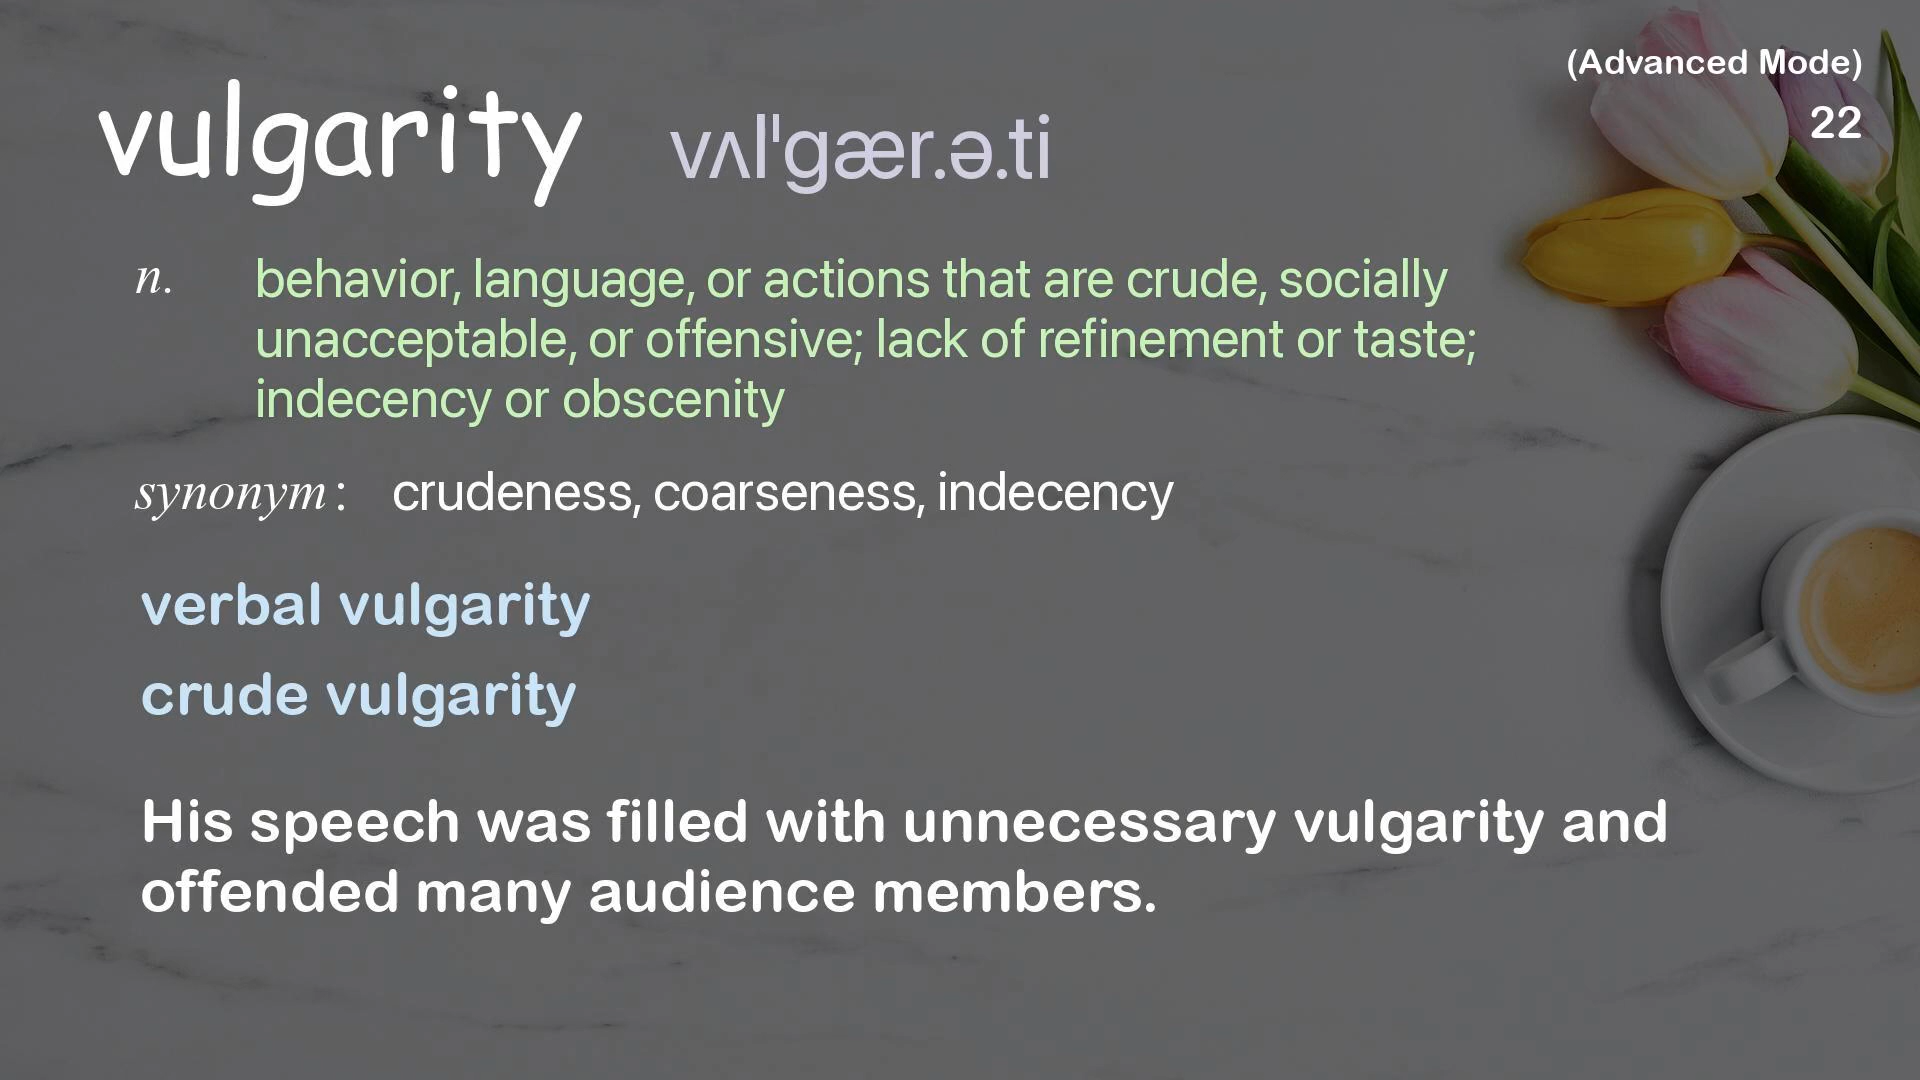 (Advanced Mode)
22
vulgarity vʌlˈɡær.ə.ti
n. behavior, language, or actions that are crude, socially
unacceptable, or offensive; lack of refinement or taste;
indecency or obscenity
synonym: crudeness, coarseness, indecency
verbal vulgarity
crude vulgarity
His speech was filled with unnecessary vulgarity and
offended many audience members.